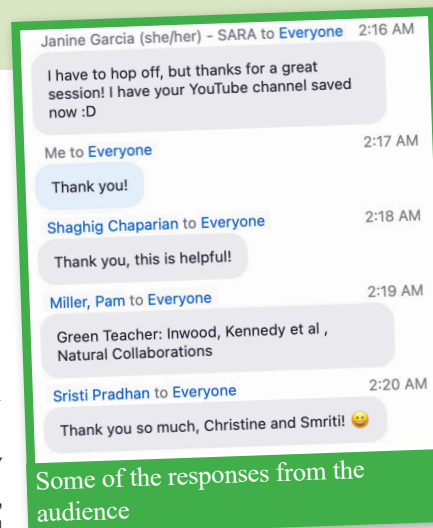 Janine Garcia (she/her) - SARA to Everyone 2:16 AM
I have to hop off, but thanks for a great
session! I have your YouTube channel saved
now :D
Me to Everyone 2:17 AM
Thank you!
Shaghig Chaparian to Everyone 2:18 AM
Thank you, this is helpful!
Miller, Pam to Everyone 2:19 AM
Green Teacher: Inwood, Kennedy et al ,
Natural Collaborations
Sristi Pradhan to Everyone 2:20 AM
Thank you so much, Christine and Smriti! 😀
Some of the responses from the
audience